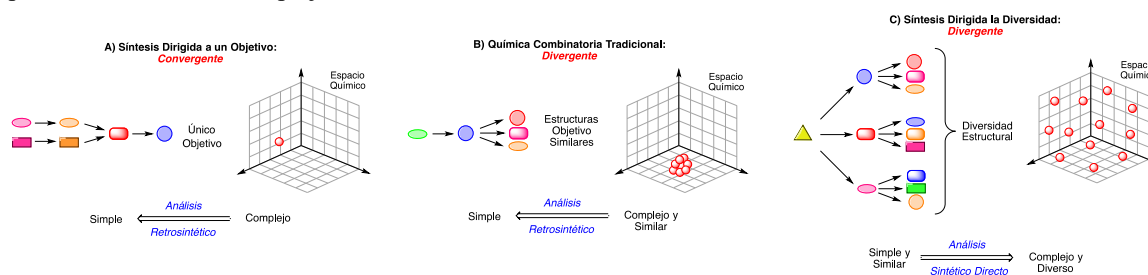 A) Síntesis Dirigida a un Objetivo:
Convergente
Espacio
Químico
Único
Objetivo
Análisis
Simple
Complejo
Retrosintético
B) Química Combinatoria Tradicional:
Divergente
Espacio
Químico
Estructuras
Objetivo
Similares
Análisis
Simple
Complejo y
Similar
Retrosintético
C) Síntesis Dirigida la Diversidad:
Divergente
Químico
Diversidad
Estructural
Simple y
Similar
Análisis
Complejo y
Diverso
Sintético Directo